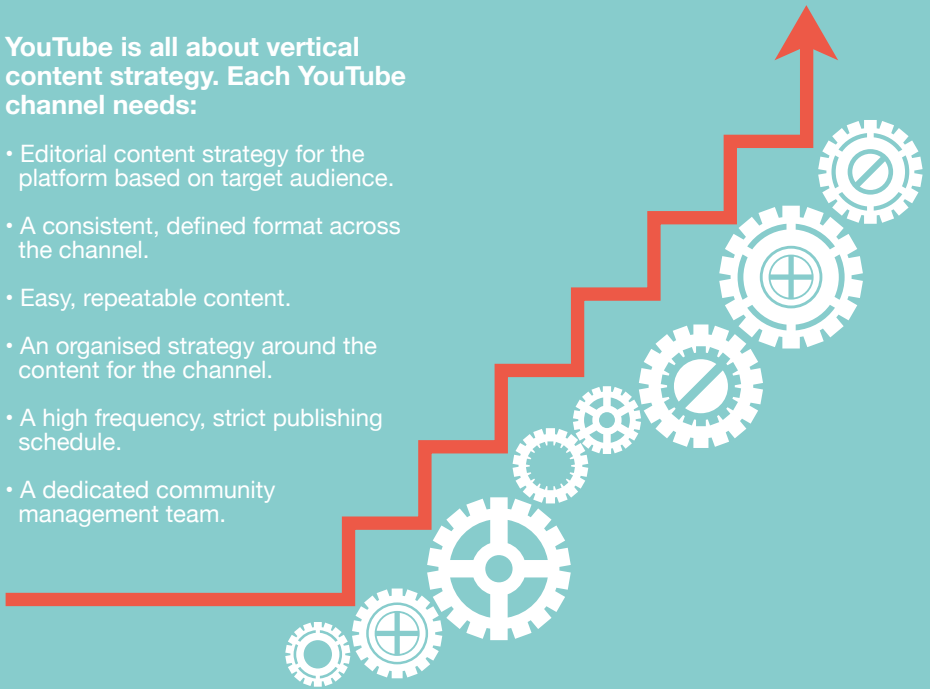 YouTube is all about vertical
content strategy. Each YouTube
channel needs:
• Editorial content strategy for the
platform based on target audience.
• A consistent, defined format across
the channel.
• Easy, repeatable content.
• An organised strategy around the
content for the channel.
• A high frequency, strict publishing
schedule.
• A dedicated community
management team.